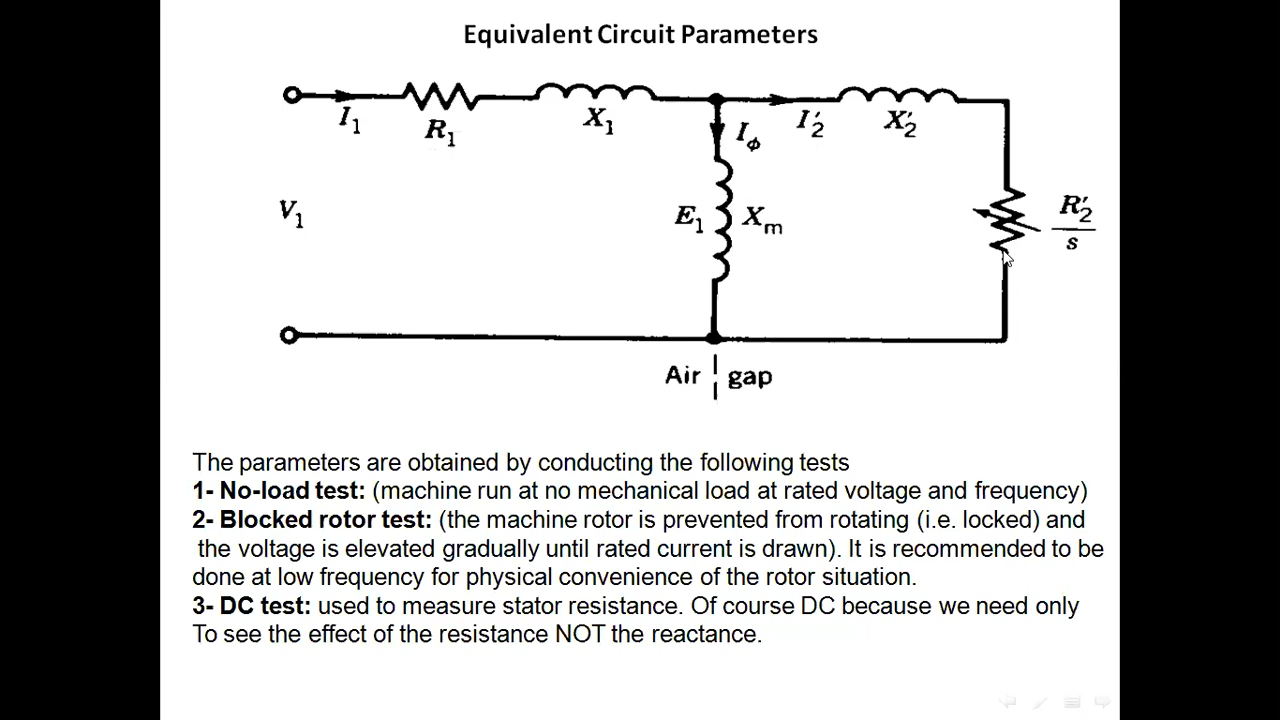 Equivalent Circuit Parameters
I₁ R₁ X₁ I_ϕ I′₂ X′₂
V₁ E₁ X_m R′₂/s
Air gap
The parameters are obtained by conducting the following tests
1- No-load test: (machine run at no mechanical load at rated voltage and frequency)
2- Blocked rotor test: (the machine rotor is prevented from rotating (i.e. locked) and
the voltage is elevated gradually until rated current is drawn). It is recommended to be
done at low frequency for physical convenience of the rotor situation.
3- DC test: used to measure stator resistance. Of course DC because we need only
To see the effect of the resistance NOT the reactance.